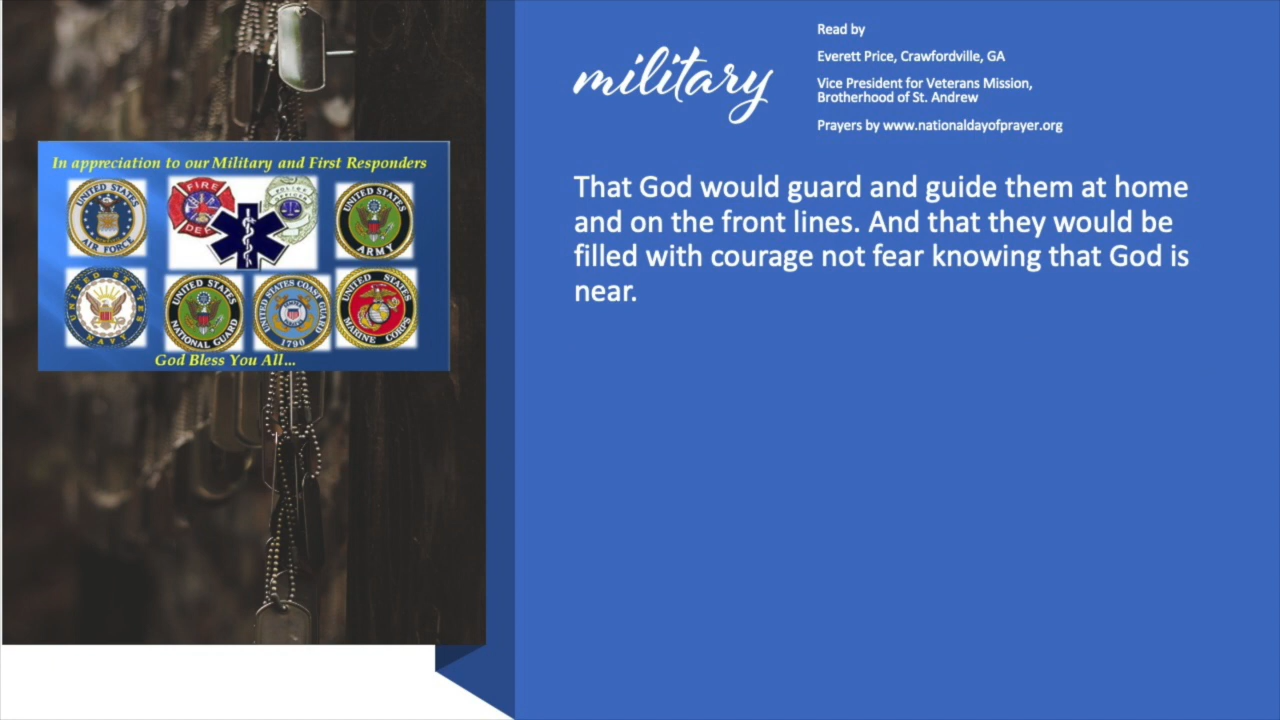 In appreciation to our Military and First Responders
UNITED STATES
AIR FORCE
FIRE
DEPT
POLICE
UNITED STATES
ARMY
UNITED STATES
NAVY
UNITED STATES
NATIONAL GUARD
UNITED STATES COAST GUARD
1790
UNITED STATES
MARINE CORPS
God Bless You All...
military
Read by
Everett Price, Crawfordville, GA
Vice President for Veterans Mission,
Brotherhood of St. Andrew
Prayers by www.nationaldayofprayer.org
That God would guard and guide them at home
and on the front lines. And that they would be
filled with courage not fear knowing that God is
near.